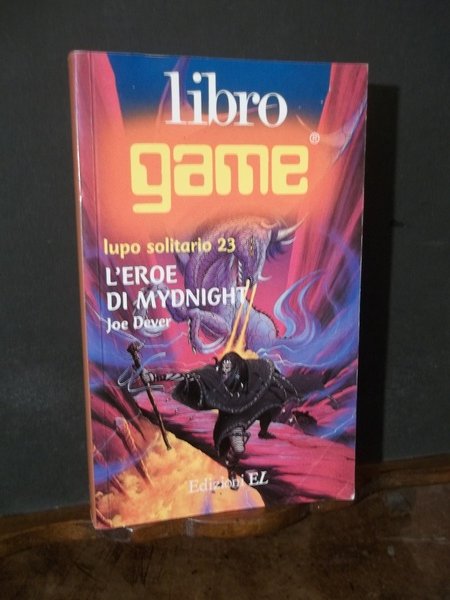 libro
game®
lupo solitario 23
L'EROE
DI MYDNIGHT
Joe Dever
Edizioni EL